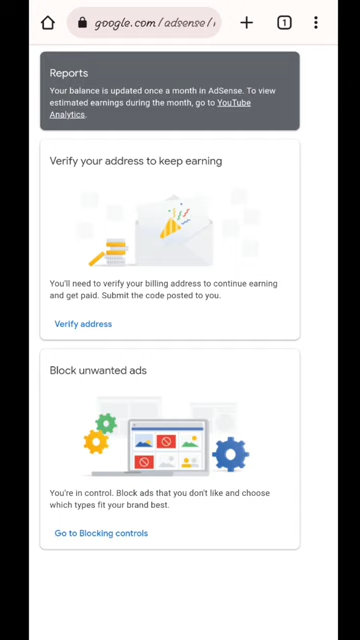 google.com/adsense/
1
Reports
Your balance is updated once a month in AdSense. To view
estimated earnings during the month, go to YouTube
Analytics.
Verify your address to keep earning
You'll need to verify your billing address to continue earning
and get paid. Submit the code posted to you.
Verify address
Block unwanted ads
You're in control. Block ads that you don't like and choose
which types fit your brand best.
Go to Blocking controls